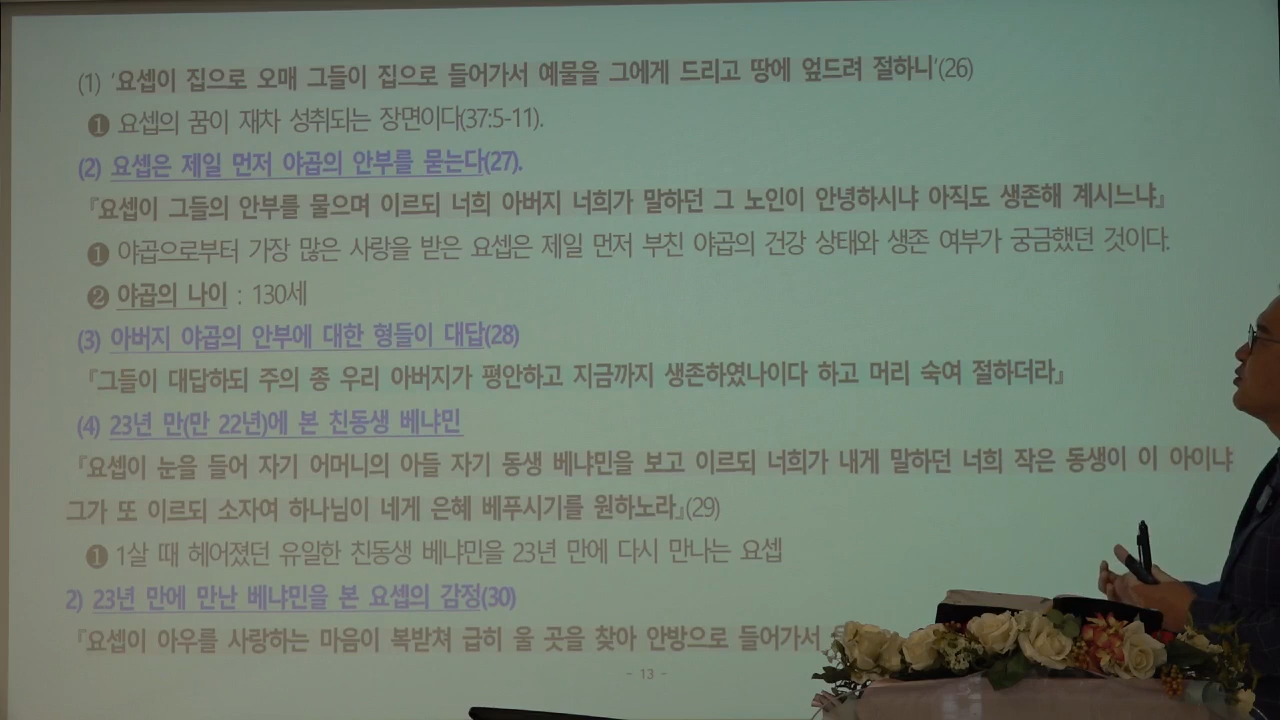 (1) '요셉이 집으로 오매 그들이 집으로 들어가서 예물을 그에게 드리고 땅에 엎드려 절하니'(26)
❶ 요셉의 꿈이 재차 성취되는 장면이다(37:5-11).
(2) 요셉은 제일 먼저 야곱의 안부를 묻는다(27).
『요셉이 그들의 안부를 물으며 이르되 너희 아버지 너희가 말하던 그 노인이 안녕하시냐 아직도 생존해 계시느냐』
❶ 야곱으로부터 가장 많은 사랑을 받은 요셉은 제일 먼저 부친 야곱의 건강 상태와 생존 여부가 궁금했던 것이다.
❷ 야곱의 나이 : 130세
(3) 아버지 야곱의 안부에 대한 형들이 대답(28)
『그들이 대답하되 주의 종 우리 아버지가 평안하고 지금까지 생존하였나이다 하고 머리 숙여 절하더라』
(4) 23년 만(만 22년)에 본 친동생 베냐민
『요셉이 눈을 들어 자기 어머니의 아들 자기 동생 베냐민을 보고 이르되 너희가 내게 말하던 너희 작은 동생이 이 아이냐
그가 또 이르되 소자여 하나님이 네게 은혜 베푸시기를 원하노라』(29)
❶ 1살 때 헤어졌던 유일한 친동생 베냐민을 23년 만에 다시 만나는 요셉
2) 23년 만에 만난 베냐민을 본 요셉의 감정(30)
『요셉이 아우를 사랑하는 마음이 복받쳐 급히 울 곳을 찾아 안방으로 들어가서
- 13 -